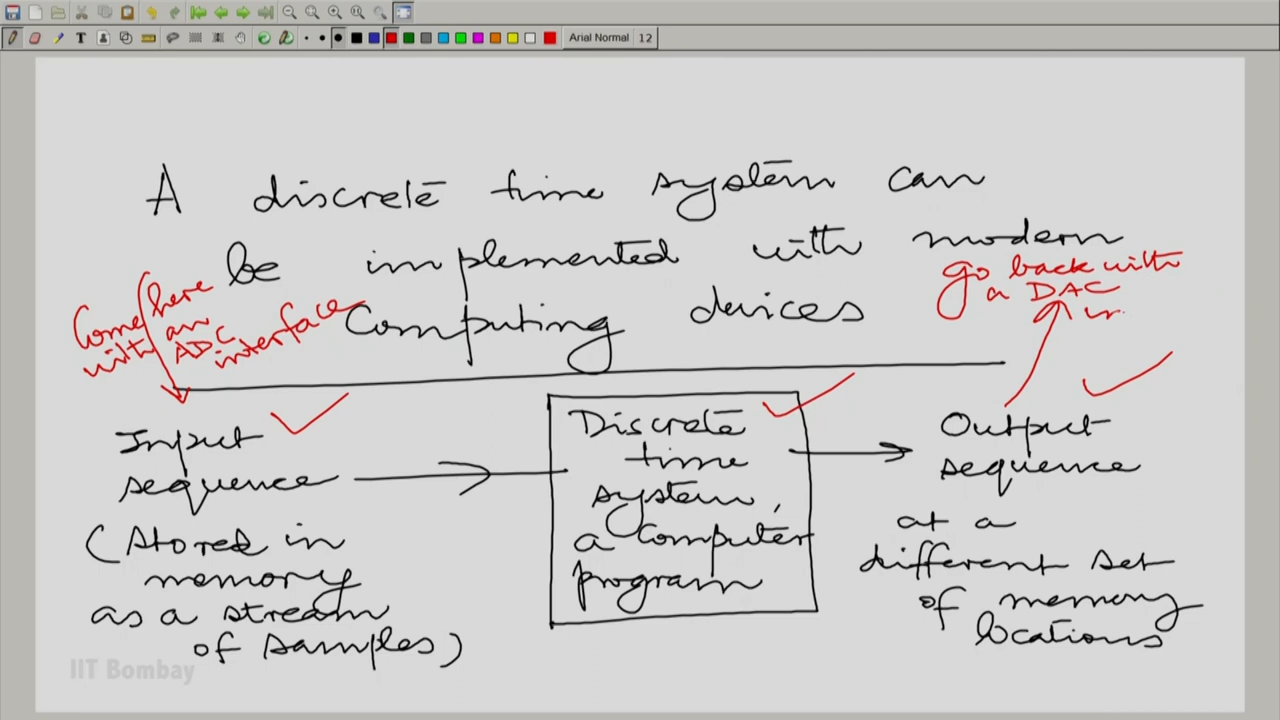 Arial Normal 12
A discrete time system can
be implemented with modern
Computing devices
Come here
with an
ADC
interface
go back with
a DAC
Input
sequence
(stored in
memory
as a stream
of samples)
Discrete
time
system,
a computer
program
Output
sequence
at a
different set
of memory
locations
IIT Bombay